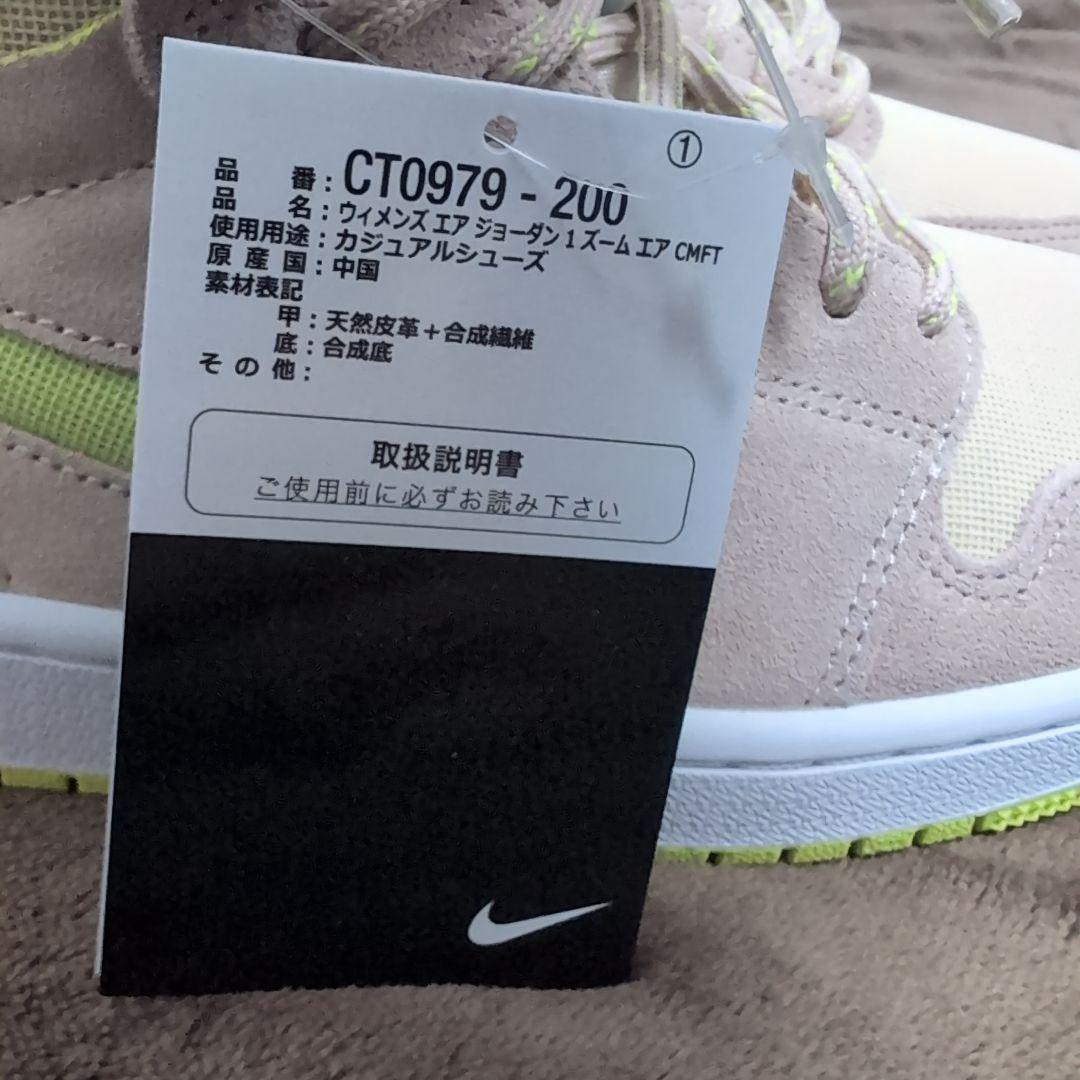 ①
品番：CT0979 - 200
品名：ウィメンズ エア ジョーダン 1 ズーム エア CMFT
使用用途：カジュアルシューズ
原産国：中国
素材表記
甲：天然皮革＋合成繊維
底：合成底
その他：
取扱説明書
ご使用前に必ずお読み下さい